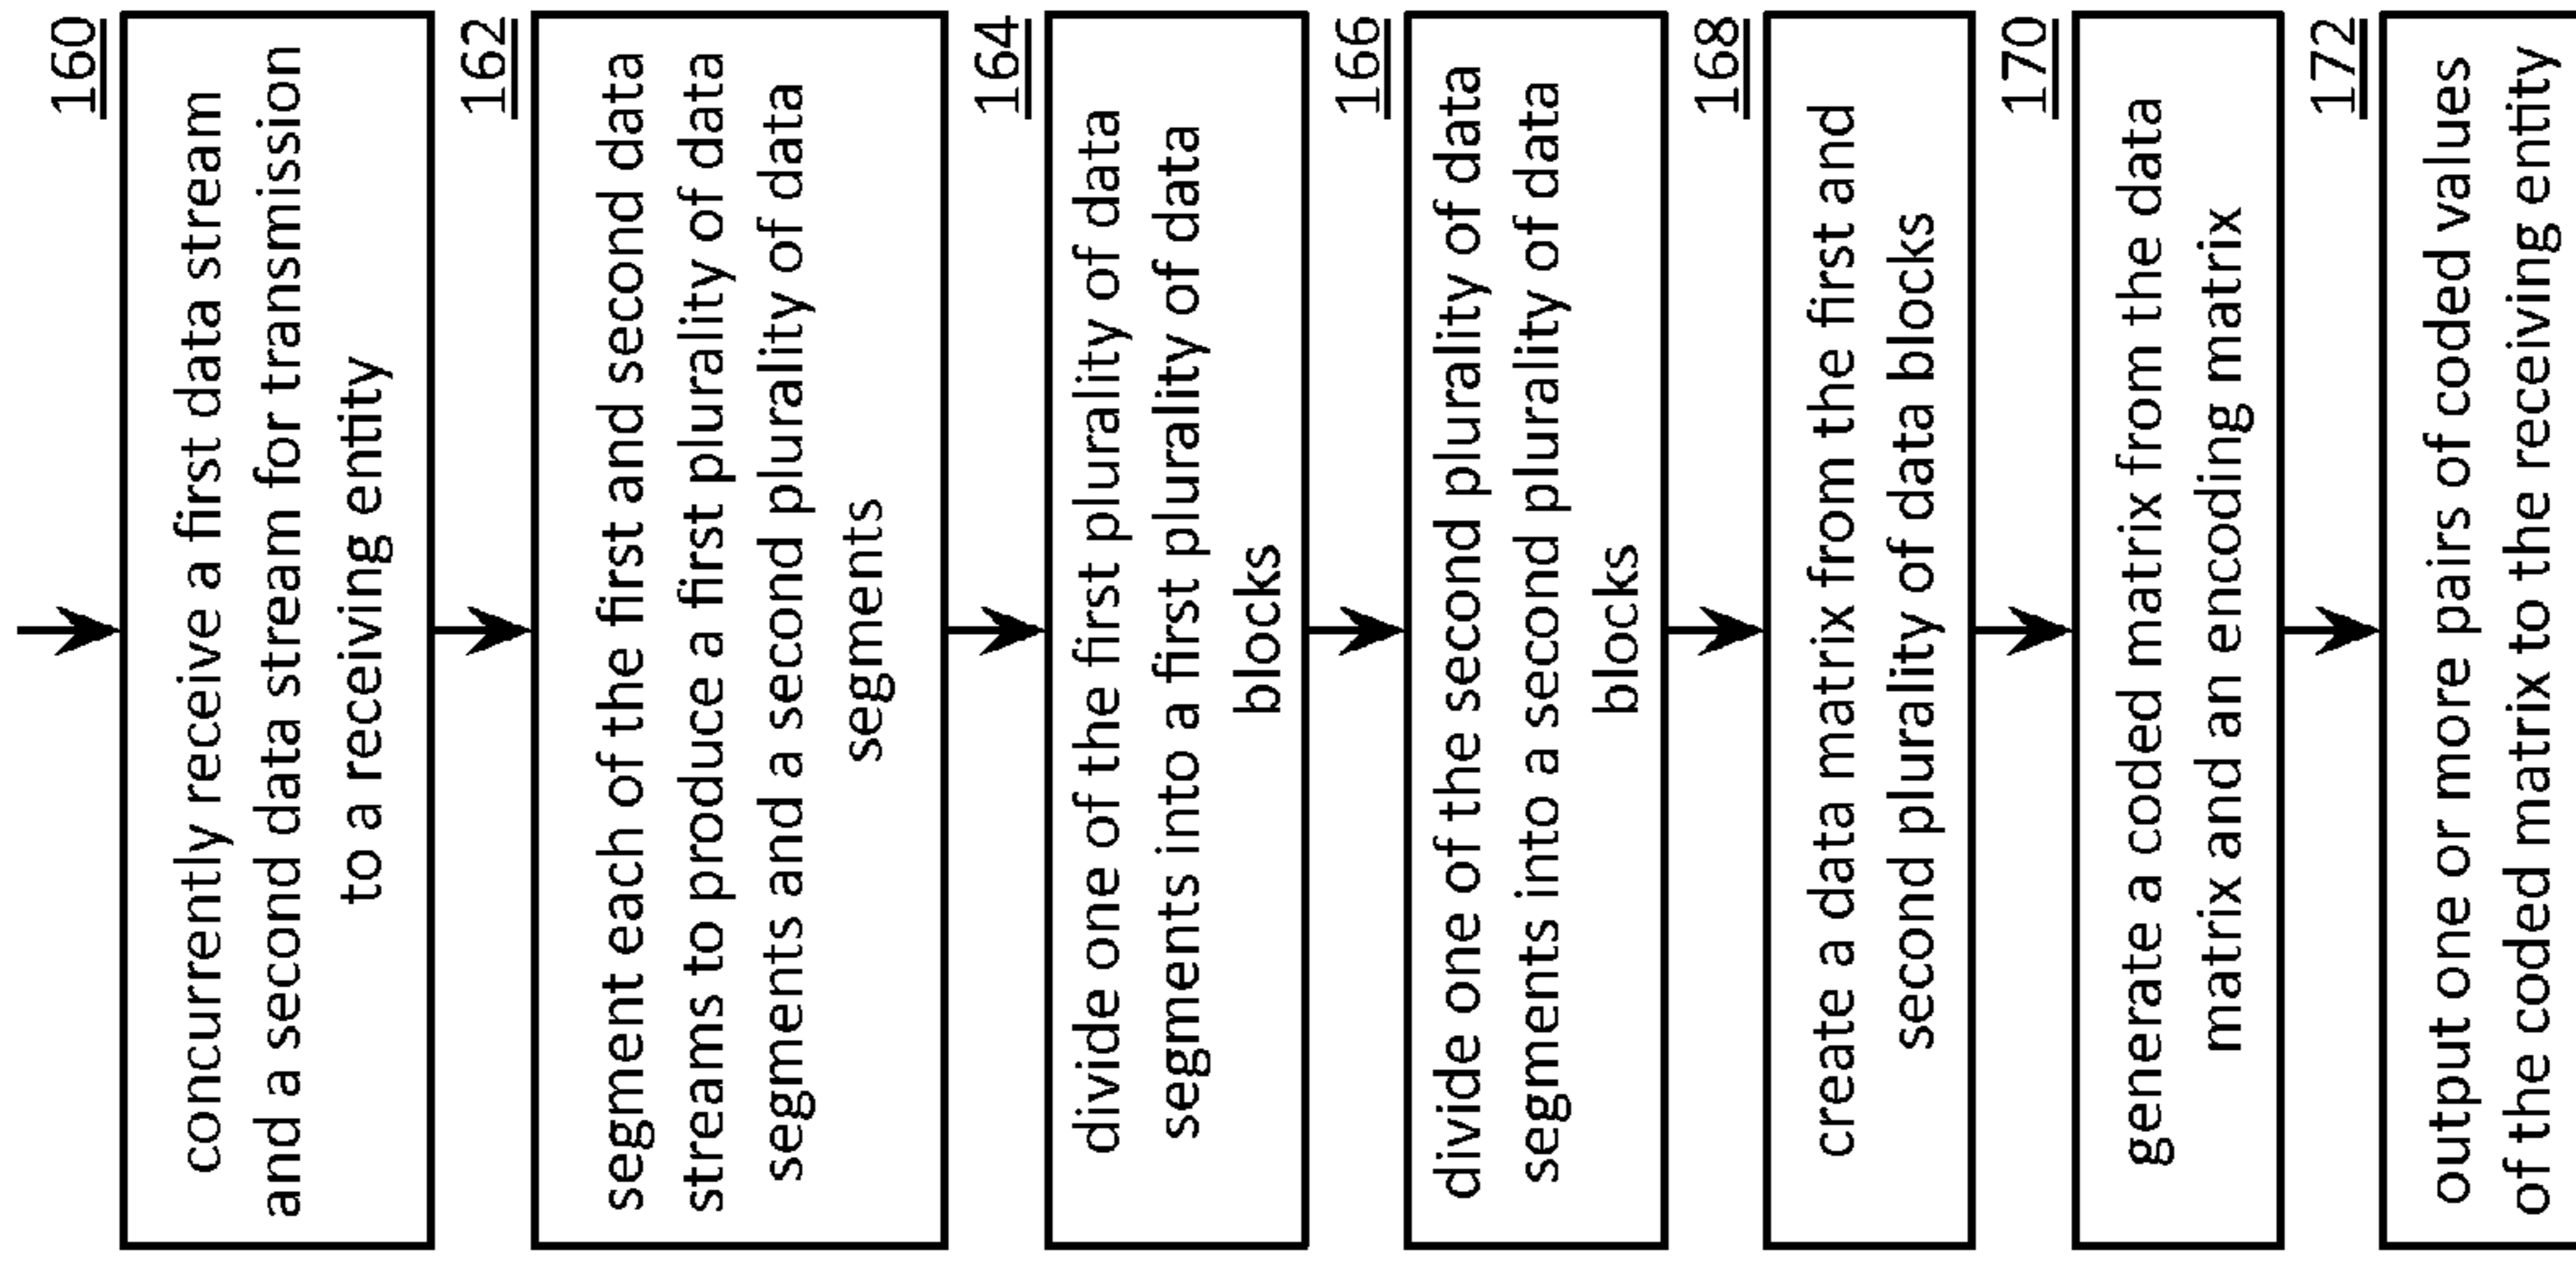 160
concurrently receive a first data stream
and a second data stream for transmission
to a receiving entity
162
segment each of the first and second data
streams to produce a first plurality of data
segments and a second plurality of data
segments
164
divide one of the first plurality of data
segments into a first plurality of data
blocks
166
divide one of the second plurality of data
segments into a second plurality of data
blocks
168
create a data matrix from the first and
second plurality of data blocks
170
generate a coded matrix from the data
matrix and an encoding matrix
172
output one or more pairs of coded values
of the coded matrix to the receiving entity